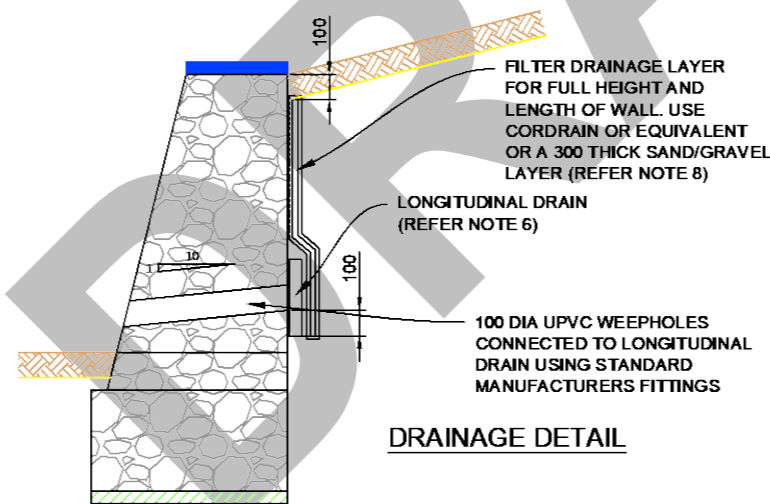 100
FILTER DRAINAGE LAYER
FOR FULL HEIGHT AND
LENGTH OF WALL. USE
CORDRAIN OR EQUIVALENT
OR A 300 THICK SAND/GRAVEL
LAYER (REFER NOTE 8)
LONGITUDINAL DRAIN
(REFER NOTE 6)
10
1
100
100 DIA UPVC WEEPHOLES
CONNECTED TO LONGITUDINAL
DRAIN USING STANDARD
MANUFACTURERS FITTINGS
DRAINAGE DETAIL